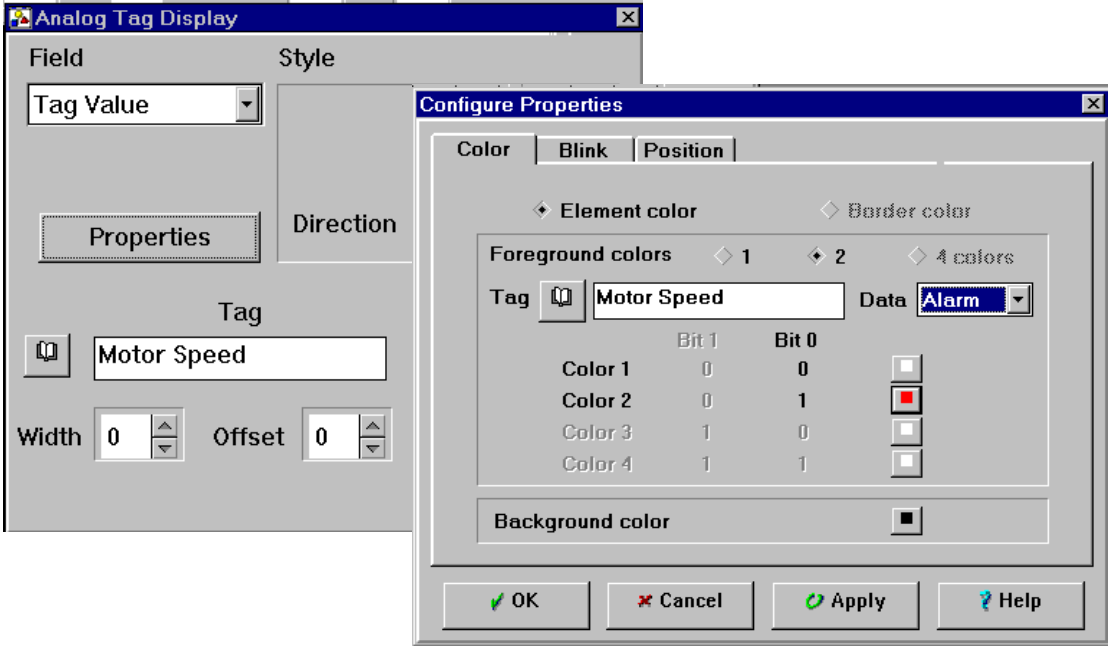 Analog Tag Display
Field
Style
Tag Value
Properties
Direction
Tag
Motor Speed
Width 0 Offset 0
Configure Properties
Color Blink Position
Element color Border color
Foreground colors 1 2 4 colors
Tag Motor Speed Data Alarm
Bit 1 Bit 0
Color 1 0 0
Color 2 0 1
Color 3 1 0
Color 4 1 1
Background color
OK Cancel Apply ? Help